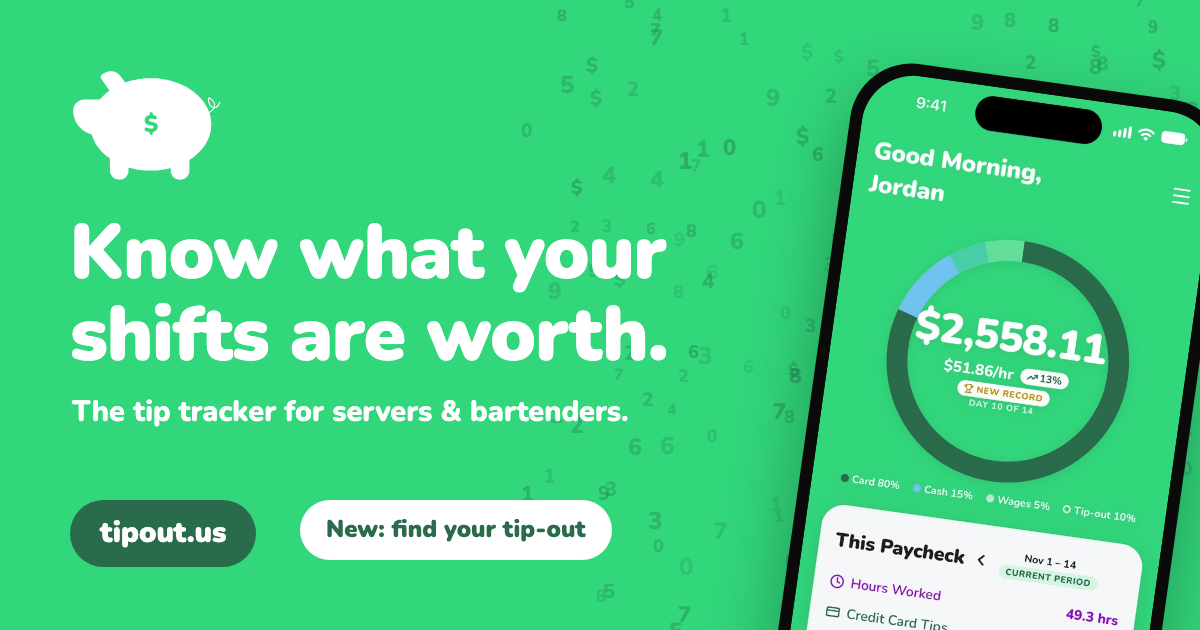 $
Know what your
shifts are worth.
The tip tracker for servers & bartenders.
tipout.us
New: find your tip-out
9:41
Good Morning,
Jordan
$2,558.11
$51.86/hr 13%
NEW RECORD
DAY 10 OF 14
Card 80% Cash 15% Wages 5% Tip-out 10%
This Paycheck
Nov 1 – 14
CURRENT PERIOD
Hours Worked 49.3 hrs
Credit Card Tips